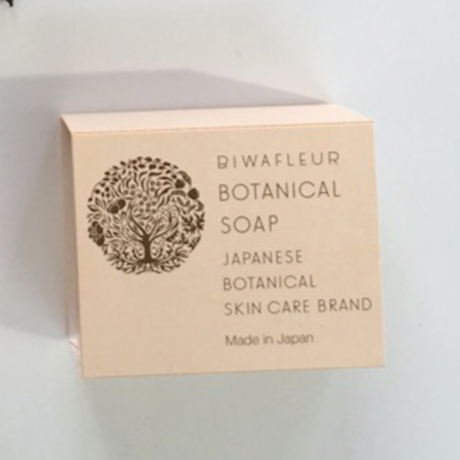 BIWAFLEUR
BOTANICAL
SOAP
JAPANESE
BOTANICAL
SKIN CARE BRAND
Made in Japan